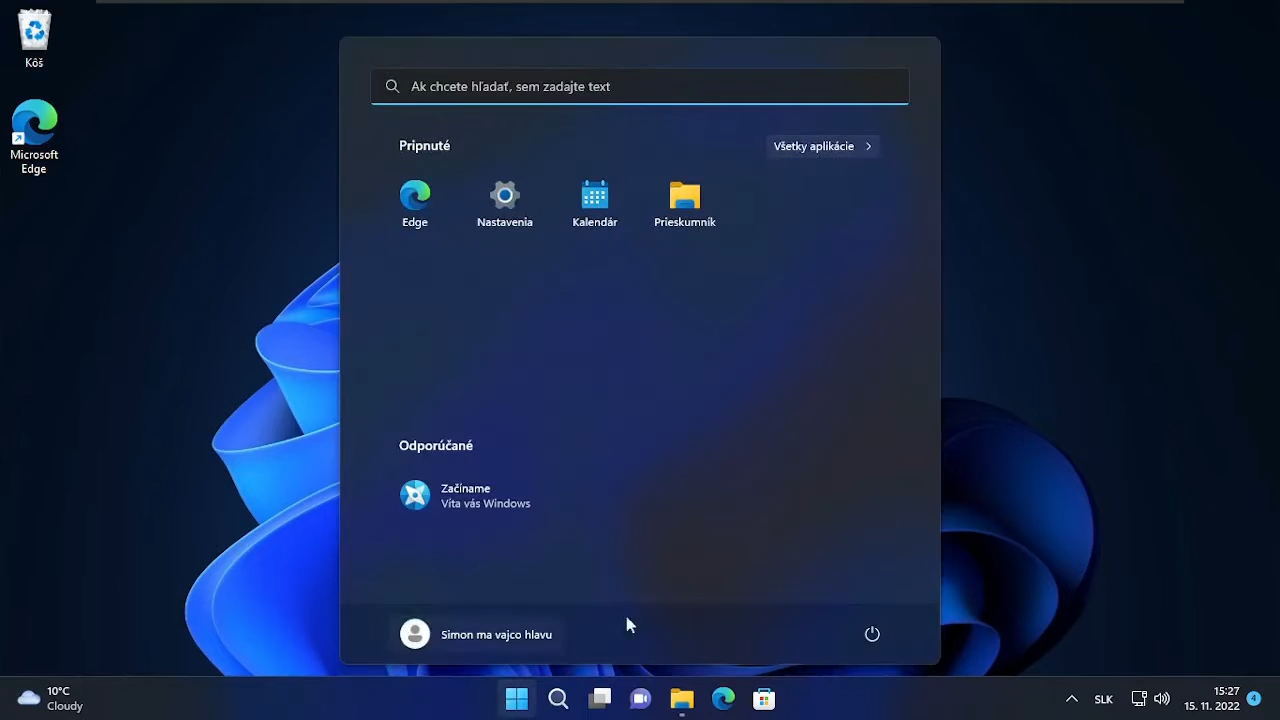 Kôš
Microsoft
Edge
Ak chcete hľadať, sem zadajte text
Pripnuté
Všetky aplikácie
Edge
Nastavenia
Kalendár
Prieskumník
Odporúčané
Začíname
Víta vás Windows
Simon ma vajco hlavu
10°C
Cloudy
SLK
15:27
15. 11. 2022
4